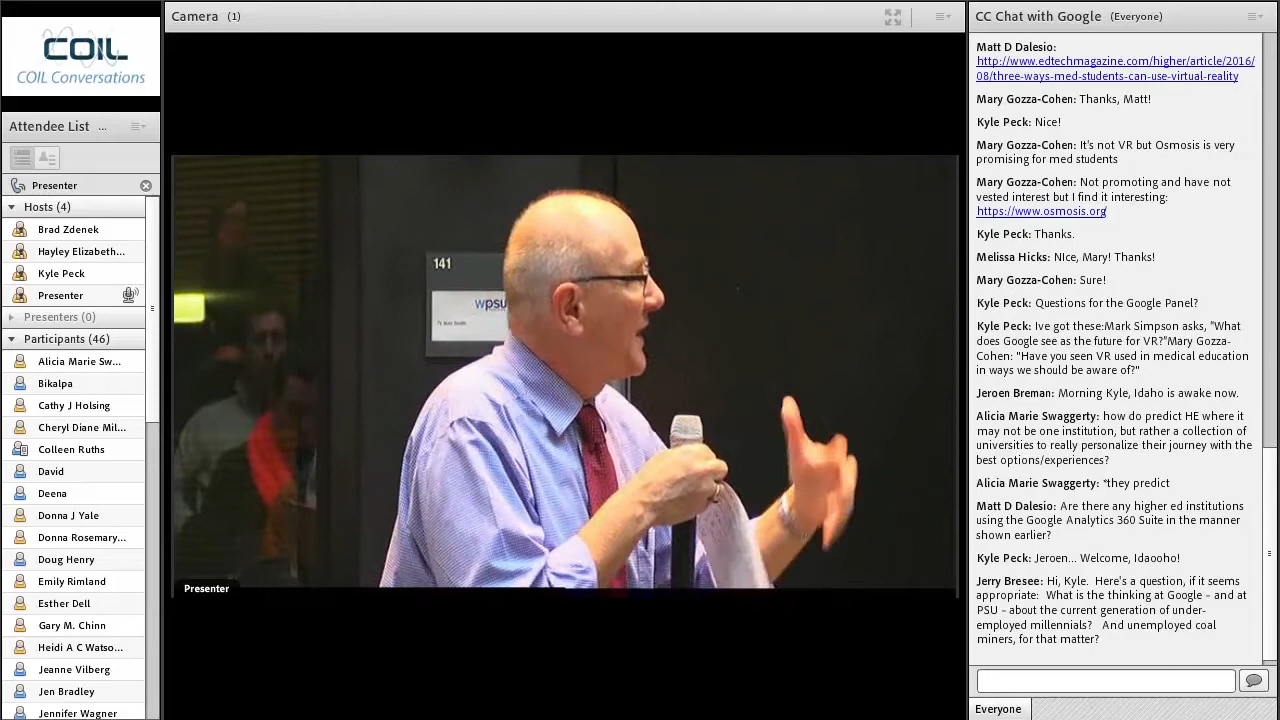 COIL
COIL Conversations
Attendee List ...
Presenter
Hosts (4)
Brad Zdenek
Hayley Elizabeth...
Kyle Peck
Presenter
Presenters (0)
Participants (46)
Alicia Marie Sw...
Bikalpa
Cathy J Holsing
Cheryl Diane Mil...
Colleen Ruths
David
Deena
Donna J Yale
Donna Rosemary...
Doug Henry
Emily Rimland
Esther Dell
Gary M. Chinn
Heidi A C Watso...
Jeanne Vilberg
Jen Bradley
Jennifer Wagner
Camera (1)
141
wpsu
Presenter
CC Chat with Google (Everyone)
Matt D Dalesio:
http://www.edtechmagazine.com/higher/article/2016/
08/three-ways-med-students-can-use-virtual-reality
Mary Gozza-Cohen: Thanks, Matt!
Kyle Peck: Nice!
Mary Gozza-Cohen: It's not VR but Osmosis is very
promising for med students
Mary Gozza-Cohen: Not promoting and have not
vested interest but I find it interesting:
https://www.osmosis.org
Kyle Peck: Thanks.
Melissa Hicks: NIce, Mary! Thanks!
Mary Gozza-Cohen: Sure!
Kyle Peck: Questions for the Google Panel?
Kyle Peck: Ive got these:Mark Simpson asks, "What
does Google see as the future for VR?"Mary Gozza-
Cohen: "Have you seen VR used in medical education
in ways we should be aware of?"
Jeroen Breman: Morning Kyle, Idaho is awake now.
Alicia Marie Swaggerty: how do predict HE where it
may not be one institution, but rather a collection of
universities to really personalize their journey with the
best options/experiences?
Alicia Marie Swaggerty: *they predict
Matt D Dalesio: Are there any higher ed institutions
using the Google Analytics 360 Suite in the manner
shown earlier?
Kyle Peck: Jeroen... Welcome, Idaoho!
Jerry Bresee: Hi, Kyle. Here's a question, if it seems
appropriate: What is the thinking at Google - and at
PSU - about the current generation of under-
employed millennials? And unemployed coal
miners, for that matter?
Everyone